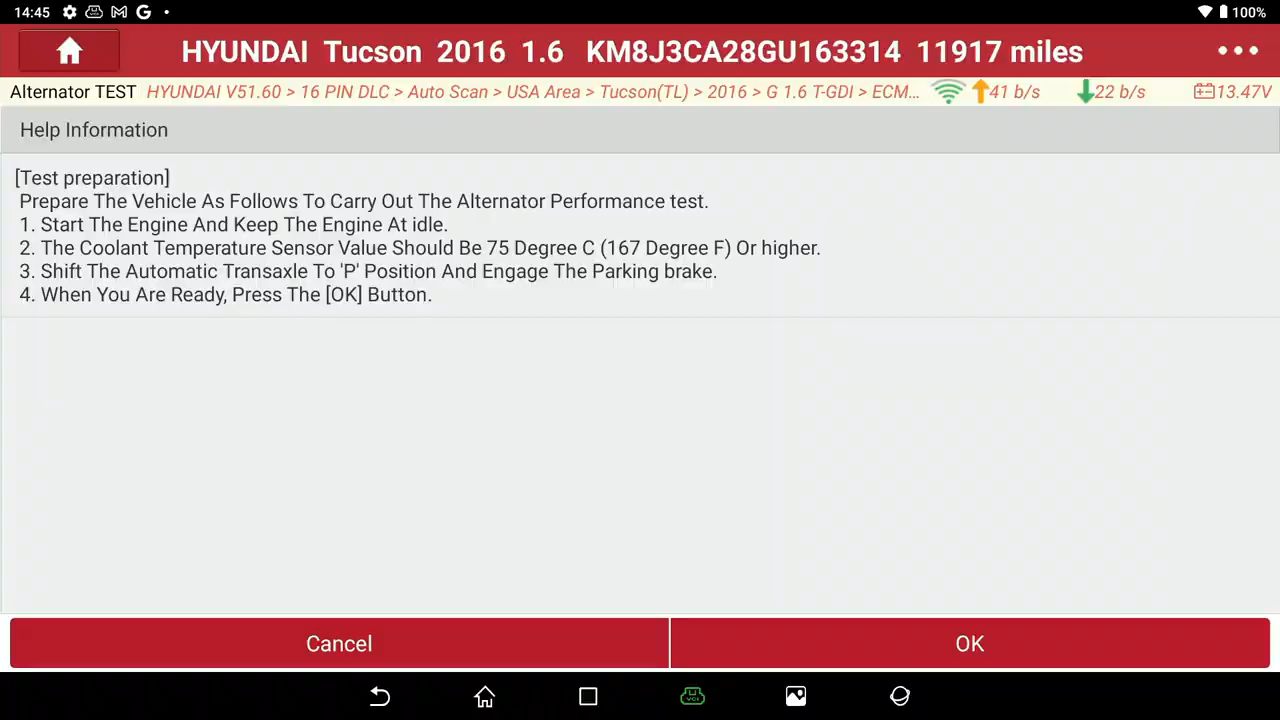 14:45 G 100%
HYUNDAI Tucson 2016 1.6 KM8J3CA28GU163314 11917 miles
Alternator TEST HYUNDAI V51.60 > 16 PIN DLC > Auto Scan > USA Area > Tucson(TL) > 2016 > G 1.6 T-GDI > ECM... 41 b/s 22 b/s 13.47V
Help Information
[Test preparation]
Prepare The Vehicle As Follows To Carry Out The Alternator Performance test.
1. Start The Engine And Keep The Engine At idle.
2. The Coolant Temperature Sensor Value Should Be 75 Degree C (167 Degree F) Or higher.
3. Shift The Automatic Transaxle To 'P' Position And Engage The Parking brake.
4. When You Are Ready, Press The [OK] Button.
Cancel OK
VCI